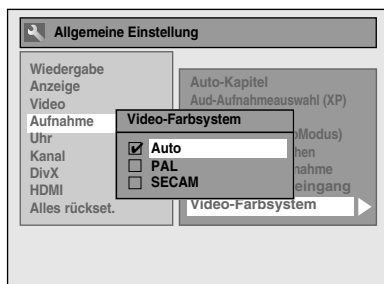 Allgemeine Einstellung
Wiedergabe
Anzeige
Video
Aufnahme
Uhr
Kanal
DivX
HDMI
Alles rückset.
Auto-Kapitel
Aud-Aufnahmeauswahl (XP)
Video-Farbsystem
Video-Farbsystem
Auto
PAL
SECAM